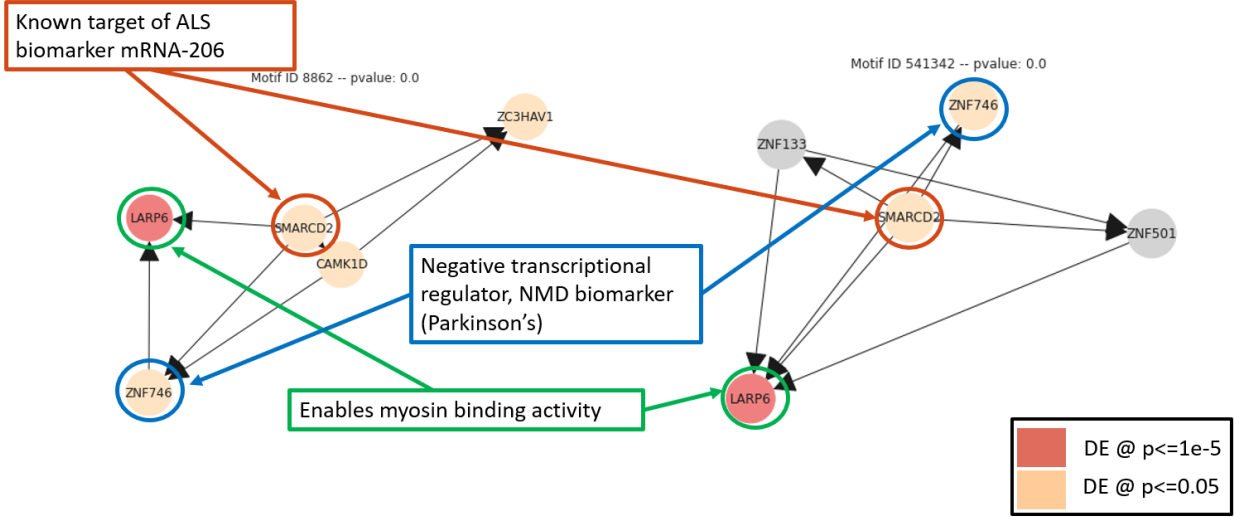 Known target of ALS
biomarker mRNA-206
Motif ID 8862 -- pvalue: 0.0
Motif ID 541342 -- pvalue: 0.0
ZC3HAV1
ZNF746
ZNF133
LARP6
SMARCD2
SMARCD2
ZNF501
CAMK1D
Negative transcriptional
regulator, NMD biomarker
(Parkinson's)
ZNF746
LARP6
Enables myosin binding activity
DE @ p<=1e-5
DE @ p<=0.05